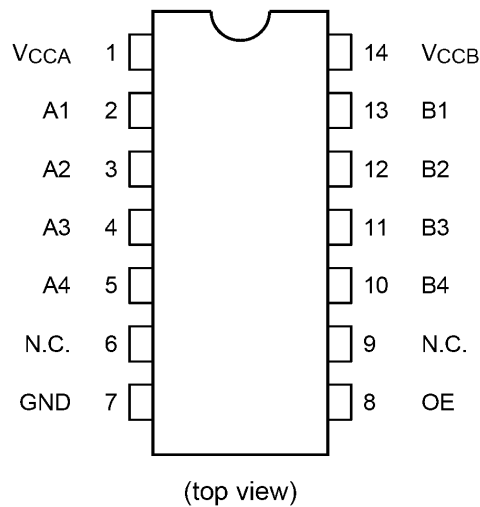 VCCA 1 14 VCCB
A1 2 13 B1
A2 3 12 B2
A3 4 11 B3
A4 5 10 B4
N.C. 6 9 N.C.
GND 7 8 OE
(top view)